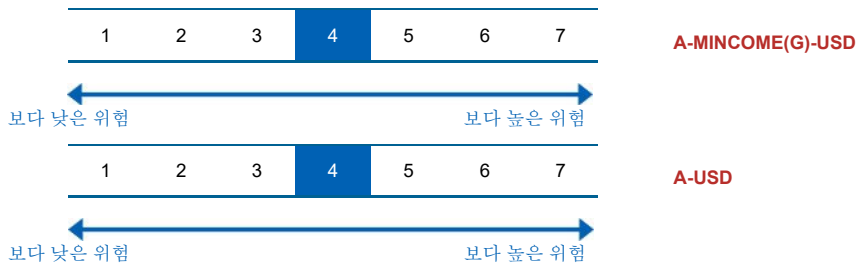 1 2 3 4 5 6 7 A-MINCOME(G)-USD
보다 낮은 위험 보다 높은 위험
1 2 3 4 5 6 7 A-USD
보다 낮은 위험 보다 높은 위험